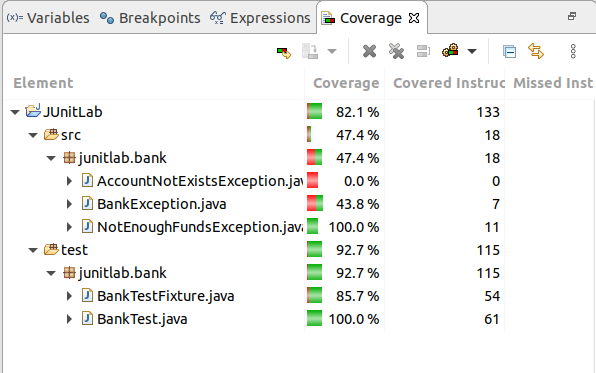 (x)= Variables Breakpoints Expressions Coverage
Element Coverage Covered Instruc Missed Inst
JUnitLab 82.1 % 133
src 47.4 % 18
junitlab.bank 47.4 % 18
AccountNotExistsException.jav 0.0 % 0
BankException.java 43.8 % 7
NotEnoughFundsException.java 100.0 % 11
test 92.7 % 115
junitlab.bank 92.7 % 115
BankTestFixture.java 85.7 % 54
BankTest.java 100.0 % 61